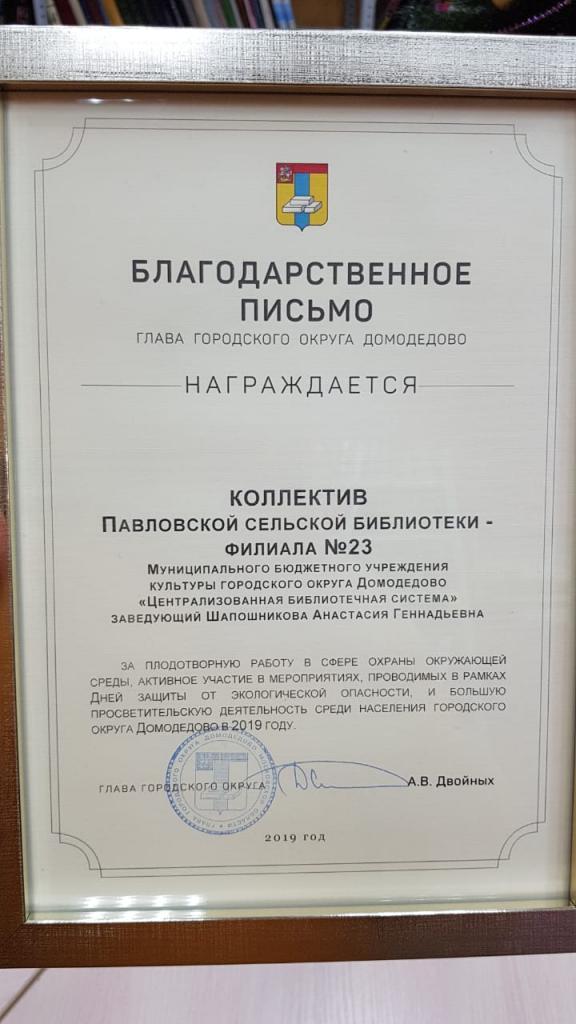 БЛАГОДАРСТВЕННОЕ
ПИСЬМО
ГЛАВА ГОРОДСКОГО ОКРУГА ДОМОДЕДОВО
НАГРАЖДАЕТСЯ
КОЛЛЕКТИВ
ПАВЛОВСКОЙ СЕЛЬСКОЙ БИБЛИОТЕКИ -
ФИЛИАЛА №23
МУНИЦИПАЛЬНОГО БЮДЖЕТНОГО УЧРЕЖДЕНИЯ
КУЛЬТУРЫ ГОРОДСКОГО ОКРУГА ДОМОДЕДОВО
«ЦЕНТРАЛИЗОВАННАЯ БИБЛИОТЕЧНАЯ СИСТЕМА»
ЗАВЕДУЮЩИЙ ШАПОШНИКОВА АНАСТАСИЯ ГЕННАДЬЕВНА
ЗА ПЛОДОТВОРНУЮ РАБОТУ В СФЕРЕ ОХРАНЫ ОКРУЖАЮЩЕЙ
СРЕДЫ, АКТИВНОЕ УЧАСТИЕ В МЕРОПРИЯТИЯХ, ПРОВОДИМЫХ В РАМКАХ
ДНЕЙ ЗАЩИТЫ ОТ ЭКОЛОГИЧЕСКОЙ ОПАСНОСТИ, И БОЛЬШУЮ
ПРОСВЕТИТЕЛЬСКУЮ ДЕЯТЕЛЬНОСТЬ СРЕДИ НАСЕЛЕНИЯ ГОРОДСКОГО
ОКРУГА ДОМОДЕДОВО В 2019 ГОДУ.
ГЛАВА ГОРОДСКОГО ОКРУГА А.В. Двойных
2019 год